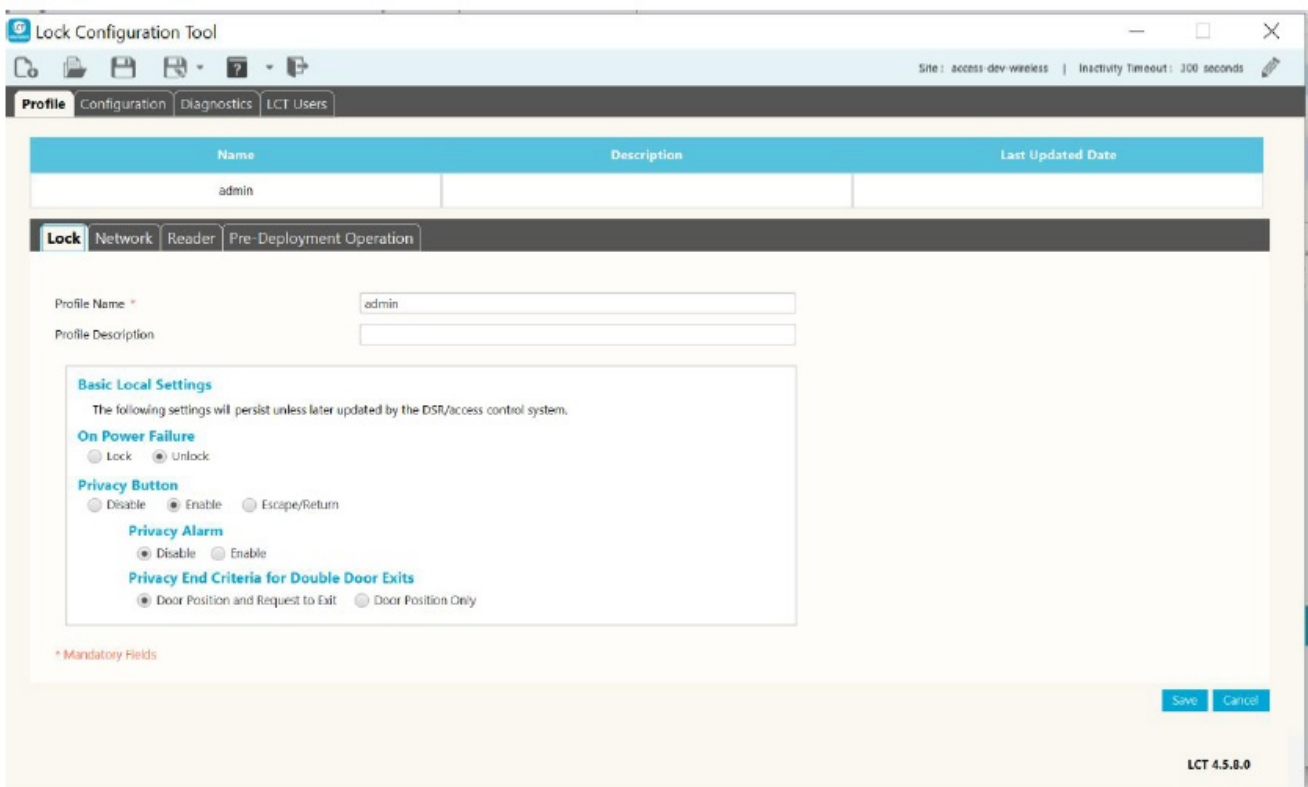 Lock Configuration Tool
Site : access-dev-wireless | Inactivity Timeout : 300 seconds
Profile Configuration Diagnostics LCT Users
Name Description Last Updated Date
admin
Lock Network Reader Pre-Deployment Operation
Profile Name * admin
Profile Description
Basic Local Settings
The following settings will persist unless later updated by the DSR/access control system.
On Power Failure
Lock Unlock
Privacy Button
Disable Enable Escape/Return
Privacy Alarm
Disable Enable
Privacy End Criteria for Double Door Exits
Door Position and Request to Exit Door Position Only
* Mandatory Fields
Save Cancel
LCT 4.5.8.0